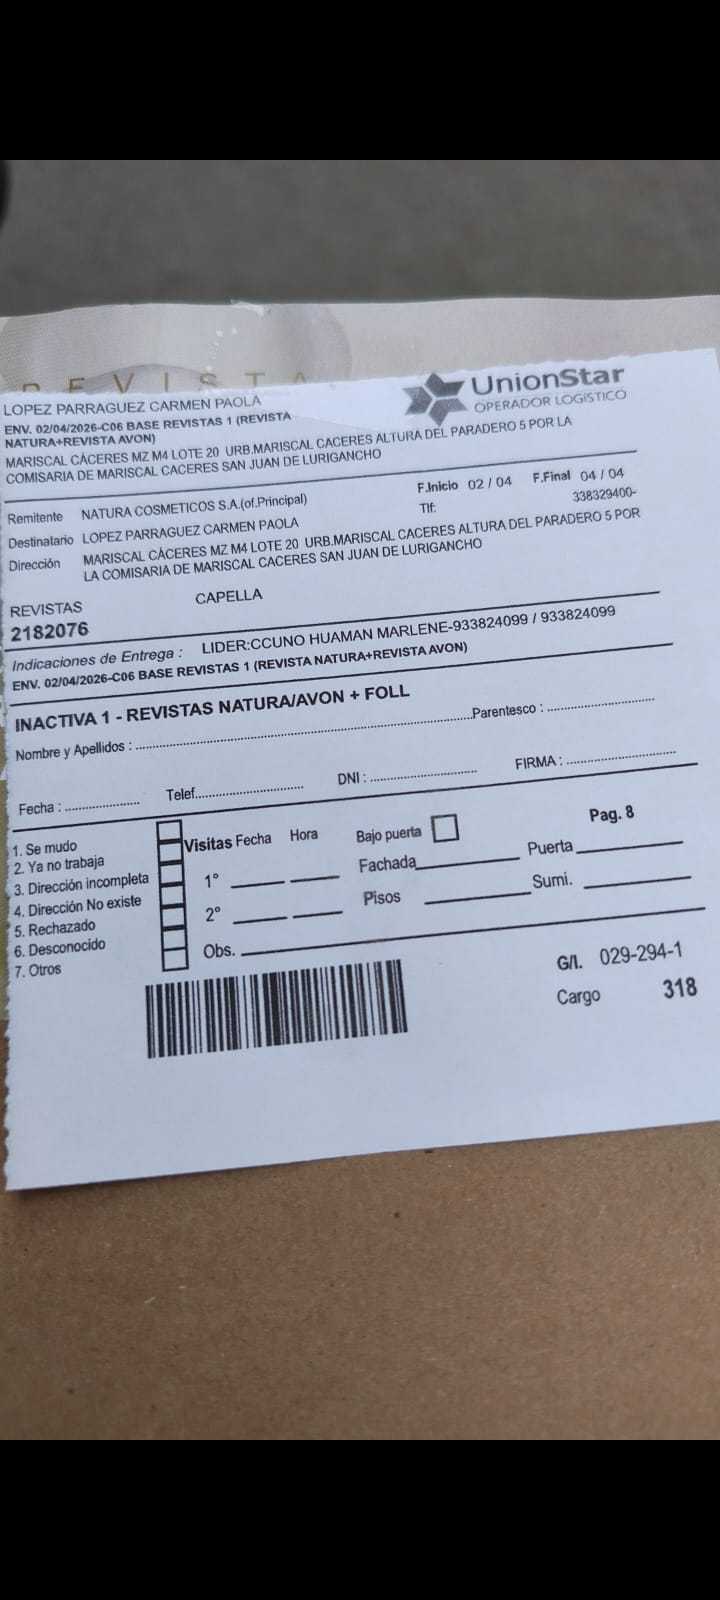 REVISTA
UnionStar
OPERADOR LOGÍSTICO
LOPEZ PARRAGUEZ CARMEN PAOLA
ENV. 02/04/2026-C06 BASE REVISTAS 1 (REVISTA
NATURA+REVISTA AVON)
MARISCAL CÁCERES MZ M4 LOTE 20 URB.MARISCAL CACERES ALTURA DEL PARADERO 5 POR LA
COMISARIA DE MARISCAL CACERES SAN JUAN DE LURIGANCHO
Remitente NATURA COSMETICOS S.A.(of.Principal) F.Inicio 02 / 04 F.Final 04 / 04
Destinatario LOPEZ PARRAGUEZ CARMEN PAOLA Tlf: 338329400-
Dirección MARISCAL CÁCERES MZ M4 LOTE 20 URB.MARISCAL CACERES ALTURA DEL PARADERO 5 POR
LA COMISARIA DE MARISCAL CACERES SAN JUAN DE LURIGANCHO
REVISTAS CAPELLA
2182076
Indicaciones de Entrega : LIDER:CCUNO HUAMAN MARLENE-933824099 / 933824099
ENV. 02/04/2026-C06 BASE REVISTAS 1 (REVISTA NATURA+REVISTA AVON)
INACTIVA 1 - REVISTAS NATURA/AVON + FOLL
Nombre y Apellidos : Parentesco :
Fecha : Telef. DNI : FIRMA :
1. Se mudo
2. Ya no trabaja
3. Dirección incompleta
4. Dirección No existe
5. Rechazado
6. Desconocido
7. Otros
Visitas Fecha Hora Bajo puerta Pag. 8
1° Fachada Puerta
2° Pisos Sumi.
Obs.
G/I. 029-294-1
Cargo 318